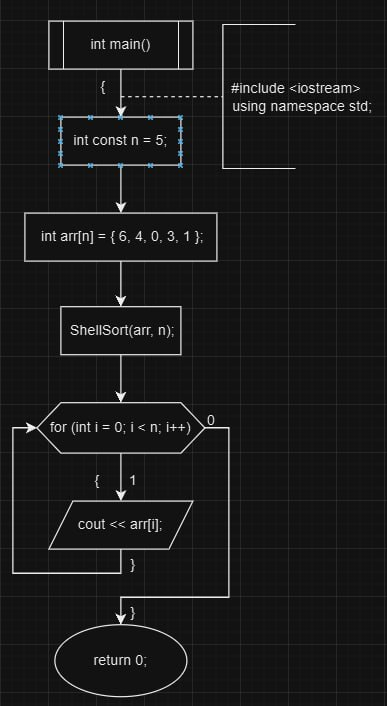 int main()
{
#include <iostream>
using namespace std;
int const n = 5;
int arr[n] = { 6, 4, 0, 3, 1 };
ShellSort(arr, n);
for (int i = 0; i < n; i++)
0
{
1
cout << arr[i];
}
}
return 0;